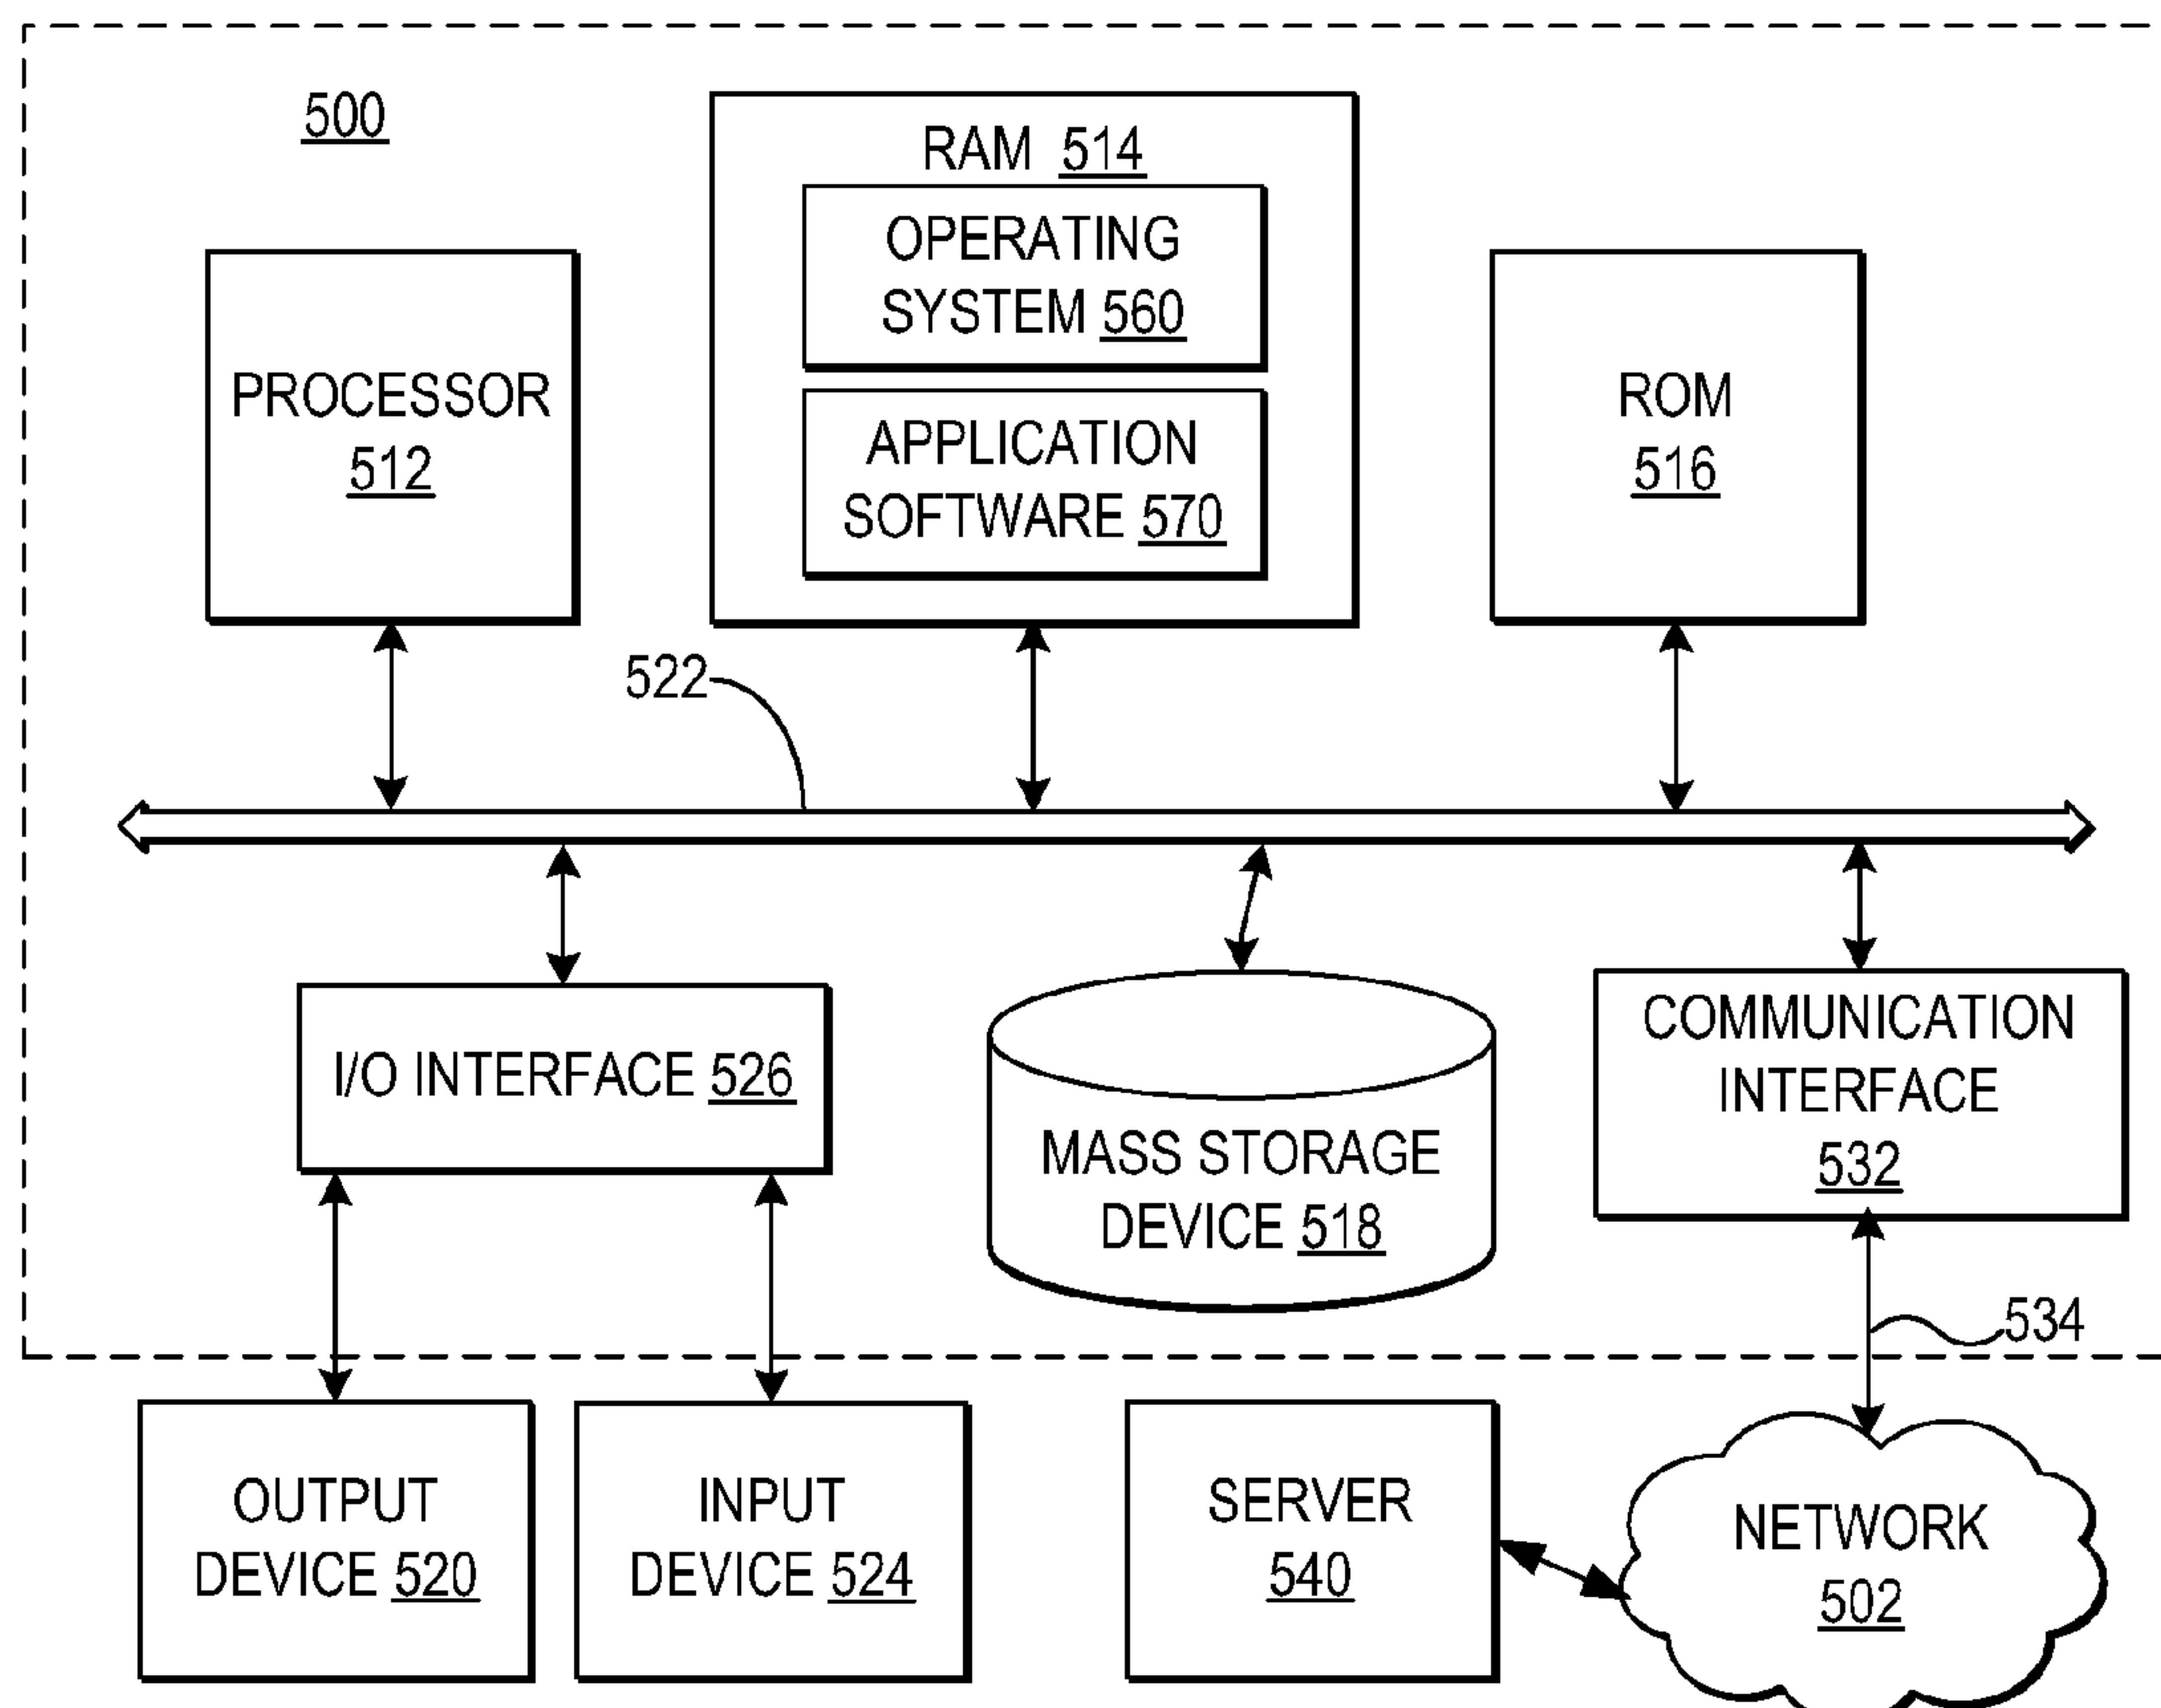 500
RAM 514
OPERATING
SYSTEM 560
APPLICATION
SOFTWARE 570
PROCESSOR
512
ROM
516
522
I/O INTERFACE 526
MASS STORAGE
DEVICE 518
COMMUNICATION
INTERFACE
532
534
OUTPUT
DEVICE 520
INPUT
DEVICE 524
SERVER
540
NETWORK
502